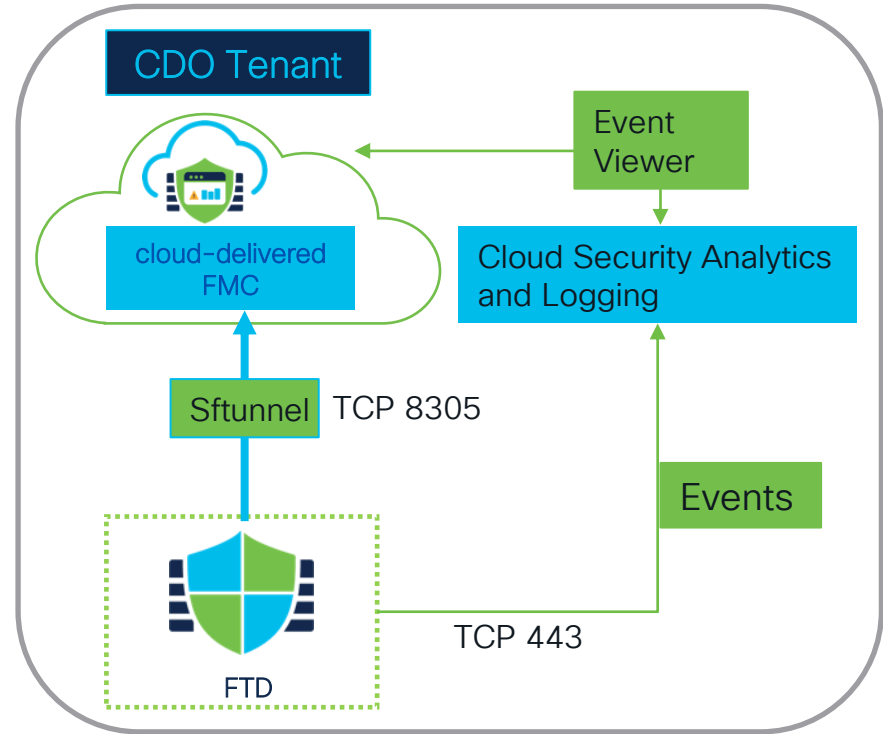 CDO Tenant
Event
Viewer
cloud-delivered
FMC
Cloud Security Analytics
and Logging
Sftunnel
TCP 8305
Events
TCP 443
FTD